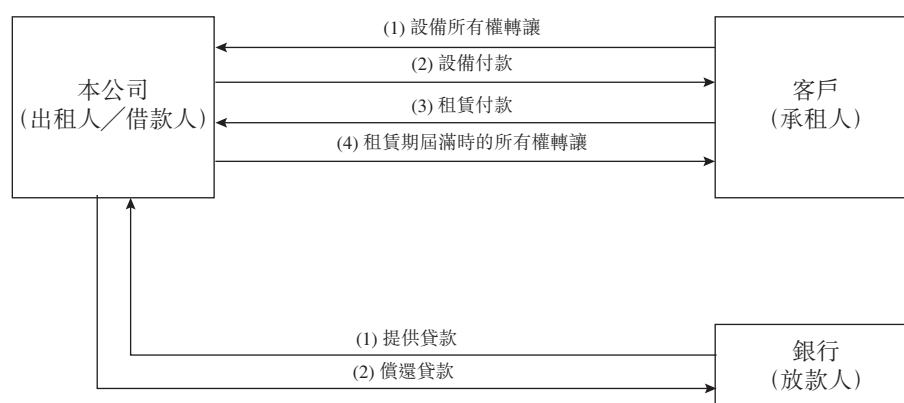 (1) 設備所有權轉讓
(2) 設備付款
本公司
(出租人／借款人)
(3) 租賃付款
客戶
(承租人)
(4) 租賃期屆滿時的所有權轉讓
(1) 提供貸款
銀行
(放款人)
(2) 償還貸款